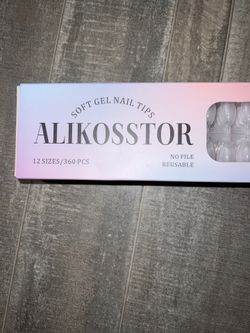 SOFT GEL NAIL TIPS
ALIKOSSTOR
12 SIZES/360 PCS
NO FILE
REUSABLE